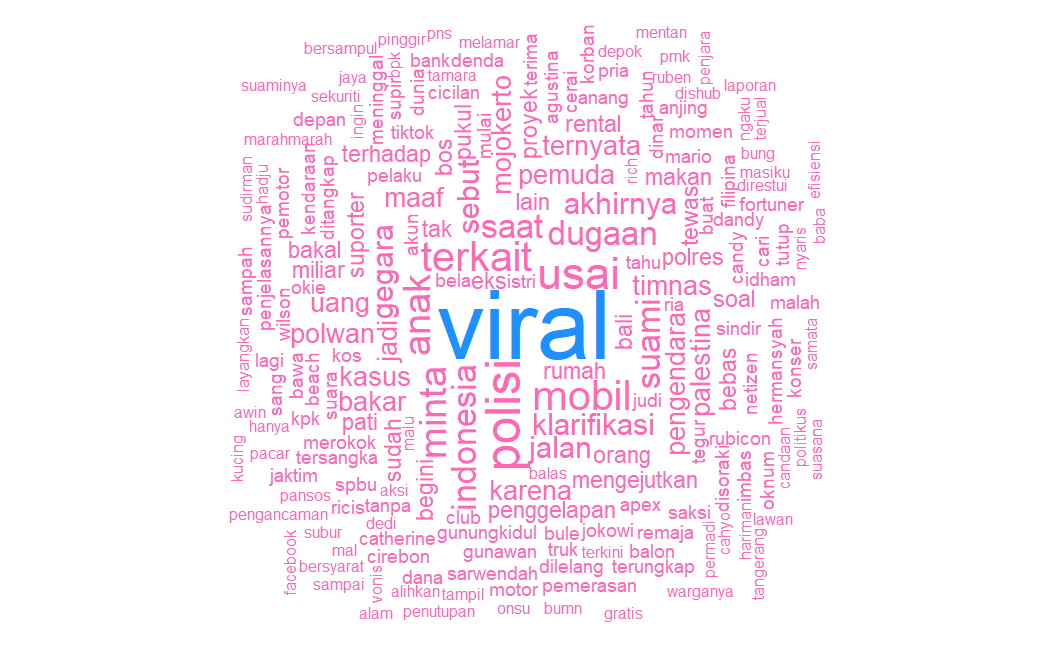 viral
polisi
usai
mobil
terkait
anak
minta
indonesia
saat
suami
dugaan
jalan
akhirnya
klarifikasi
sebut
gegara
jadi
pengendara
palestina
timnas
mojokerto
ternyata
pemuda
maaf
uang
polwan
kasus
bakar
karena
mengejutkan
penggelapan
orang
rumah
bebas
soal
polres
tewas
makan
rental
proyek
pukul
bos
terhadap
suporter
bakal
miliar
tak
lain
eks
istri
bela
tahu
bali
ria
judi
pati
sudah
begini
tegur
sindir
netizen
rubicon
disoraki
imbas
oknum
hermansyah
konser
malah
idham
candy
cari
tutup
nyaris
dandy
fortuner
buat
filipina
direstui
masiku
bung
efisiensi
baba
mario
rich
momen
dinar
anjing
tahun
dishub
ngaku
terjual
laporan
ruben
pmk
penjara
mentan
depok
pria
korban
anang
cerai
agustina
terima
mulai
denda
bank
melamar
pns
pinggir
bersampul
tamara
cicilan
dunia
bpk
supir
meninggal
jaya
suaminya
sekuriti
ingin
depan
tiktok
marahmarah
pelaku
ditangkap
kendaraan
pemotor
hadju
sudirman
akun
penjelasannya
sampah
okie
wilson
layangkan
lagi
kos
bawa
beach
suara
sang
awin
hanya
kpk
malu
merokok
pacar
kucing
tersangka
jaktim
spbu
aksi
pansos
ricis
tanpa
pengancaman
dedi
subur
facebook
mal
bersyarat
sampai
catherine
cirebon
vonis
club
gunungkidul
gunawan
dana
sarwendah
alihkan
tampil
alam
penutupan
motor
onsu
bumn
gratis
pemerasan
dilelang
terungkap
warganya
truk
terkini
balon
bule
jokowi
remaja
apex
balas
saksi
permadi
cahyo
hariman
tangerang
lawan
candaan
politikus
suasana
samata